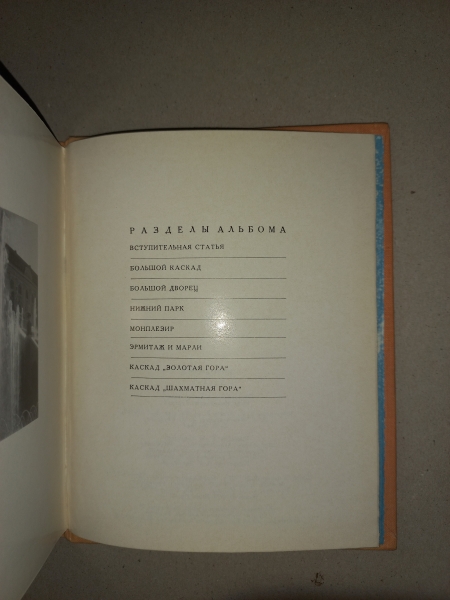 РАЗДЕЛЫ АЛЬБОМА
ВСТУПИТЕЛЬНАЯ СТАТЬЯ
БОЛЬШОЙ КАСКАД
БОЛЬШОЙ ДВОРЕЦ
НИЖНИЙ ПАРК
МОНПЛЕЗИР
ЭРМИТАЖ И МАРЛИ
КАСКАД „ЗОЛОТАЯ ГОРА“
КАСКАД „ШАХМАТНАЯ ГОРА“